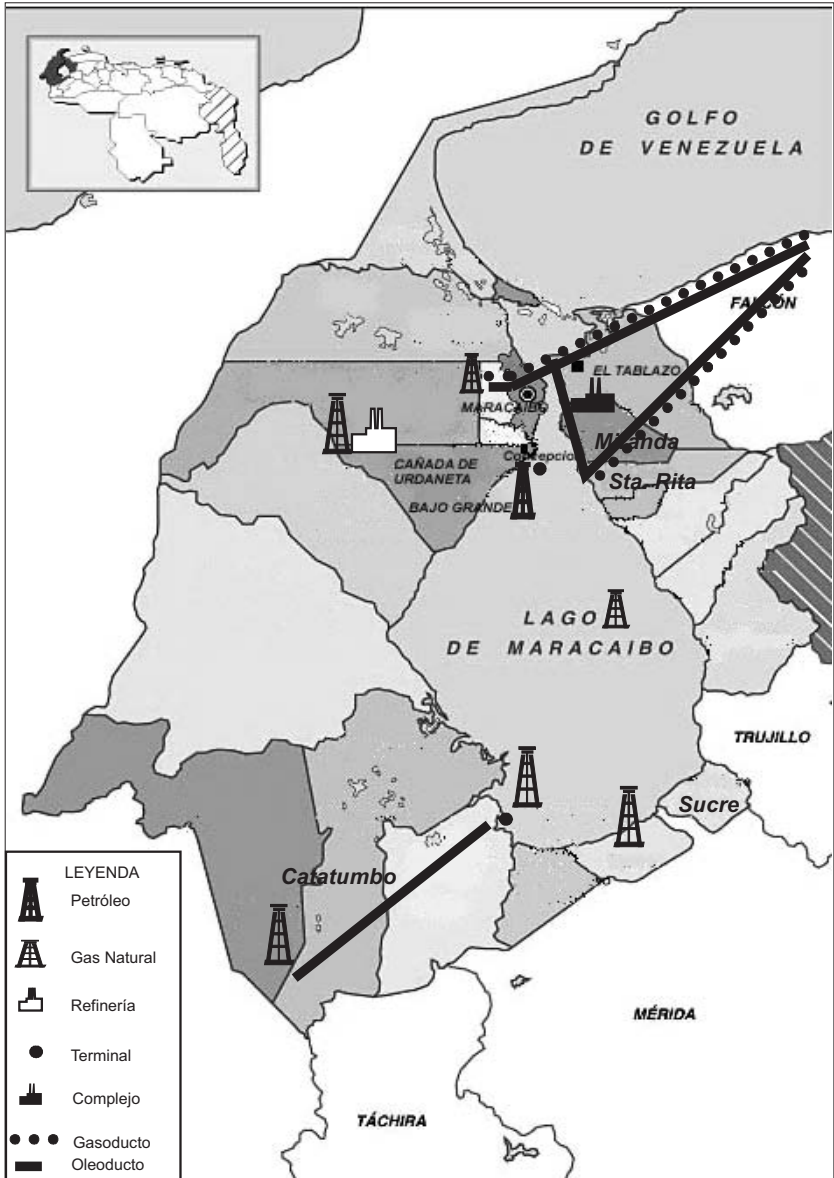 GOLFO
DE VENEZUELA
FALCÓN
EL TABLAZO
MARACAIBO
Miranda
Concepción
CAÑADA DE
URDANETA
Sta. Rita
BAJO GRANDE
LAGO
DE MARACAIBO
TRUJILLO
Sucre
Catatumbo
LEYENDA
Petróleo
Gas Natural
Refinería
Terminal
Complejo
Gasoducto
Oleoducto
MÉRIDA
TÁCHIRA